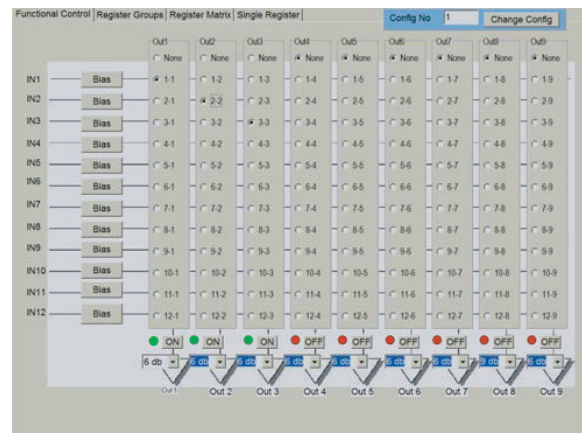 Functional Control Register Groups Register Matrix Single Register Config No 1 Change Config
Out1 Out2 Out3 Out4 Out5 Out6 Out7 Out8 Out9
None None None None None None None None None
IN1 Bias 1-1 1-2 1-3 1-4 1-5 1-6 1-7 1-8 1-9
IN2 Bias 2-1 2-2 2-3 2-4 2-5 2-6 2-7 2-8 2-9
IN3 Bias 3-1 3-2 3-3 3-4 3-5 3-6 3-7 3-8 3-9
IN4 Bias 4-1 4-2 4-3 4-4 4-5 4-6 4-7 4-8 4-9
IN5 Bias 5-1 5-2 5-3 5-4 5-5 5-6 5-7 5-8 5-9
IN6 Bias 6-1 6-2 6-3 6-4 6-5 6-6 6-7 6-8 6-9
IN7 Bias 7-1 7-2 7-3 7-4 7-5 7-6 7-7 7-8 7-9
IN8 Bias 8-1 8-2 8-3 8-4 8-5 8-6 8-7 8-8 8-9
IN9 Bias 9-1 9-2 9-3 9-4 9-5 9-6 9-7 9-8 9-9
IN10 Bias 10-1 10-2 10-3 10-4 10-5 10-6 10-7 10-8 10-9
IN11 Bias 11-1 11-2 11-3 11-4 11-5 11-6 11-7 11-8 11-9
IN12 Bias 12-1 12-2 12-3 12-4 12-5 12-6 12-7 12-8 12-9
ON ON ON OFF OFF OFF OFF OFF OFF
6 db 6 db 6 db 6 db 6 db 6 db 6 db 9 db 6 db
Out 1 Out 2 Out 3 Out 4 Out 5 Out 6 Out 7 Out 8 Out 9